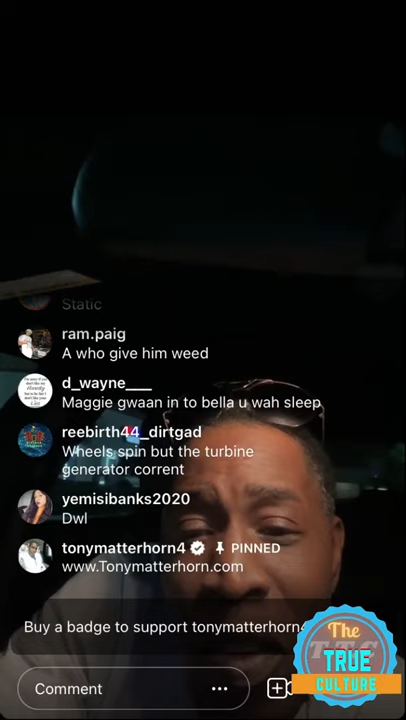 Static
ram.paig
A who give him weed
d_wayne___
Maggie gwaan in to bella u wah sleep
reebirth44_dirtgad
Wheels spin but the turbine
generator corrent
yemisibanks2020
Dwl
tonymatterhorn4 PINNED
www.Tonymatterhorn.com
Buy a badge to support tonymatterhorn4
Comment
The
TRUE
CULTURE